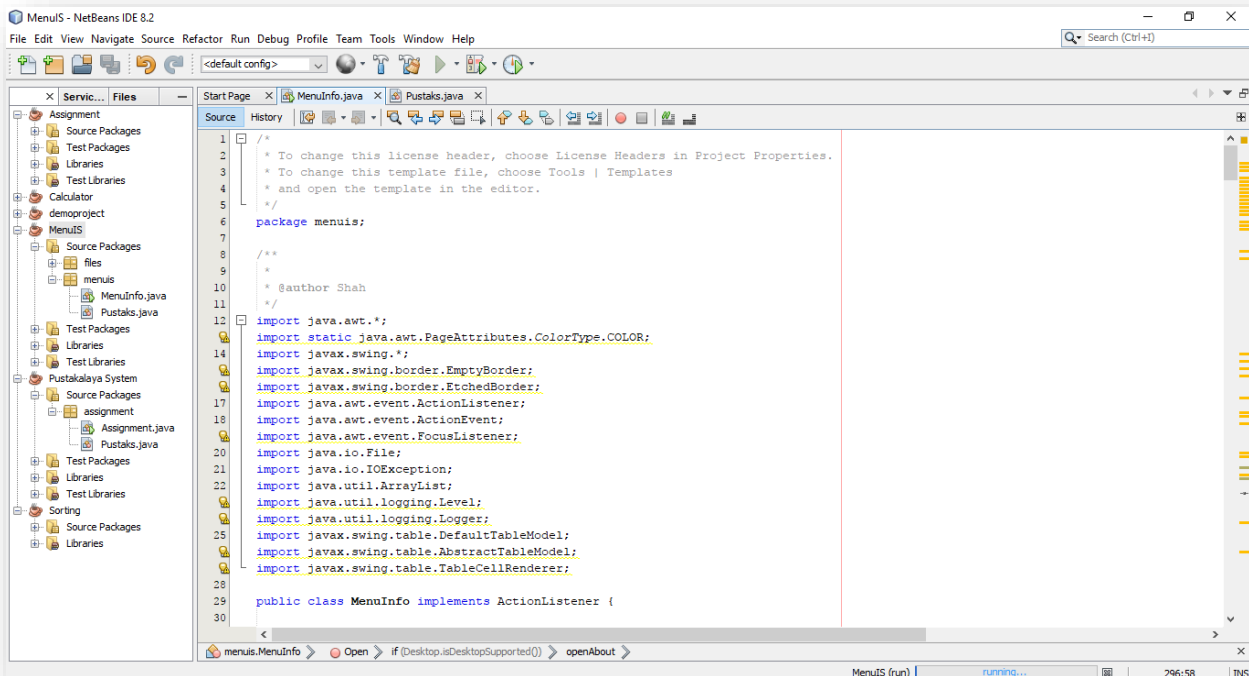 MenuIS - NetBeans IDE 8.2
File Edit View Navigate Source Refactor Run Debug Profile Team Tools Window Help
Search (Ctrl+I)
<default config>
Servic... Files
Start Page MenuInfo.java Pustaks.java
Source History
Assignment
Source Packages
Test Packages
Libraries
Test Libraries
Calculator
demoproject
MenuIS
Source Packages
files
menuis
MenuInfo.java
Pustaks.java
Test Packages
Libraries
Test Libraries
Pustakalaya System
Source Packages
assignment
Assignment.java
Pustaks.java
Test Packages
Libraries
Test Libraries
Sorting
Source Packages
Libraries
1 /*
2 * To change this license header, choose License Headers in Project Properties.
3 * To change this template file, choose Tools | Templates
4 * and open the template in the editor.
5 */
6 package menuis;
7
8 /**
9 *
10 * @author Shah
11 */
12 import java.awt.*;
import static java.awt.PageAttributes.ColorType.COLOR;
14 import javax.swing.*;
import javax.swing.border.EmptyBorder;
import javax.swing.border.EtchedBorder;
17 import java.awt.event.ActionListener;
18 import java.awt.event.ActionEvent;
import java.awt.event.FocusListener;
20 import java.io.File;
21 import java.io.IOException;
22 import java.util.ArrayList;
import java.util.logging.Level;
import java.util.logging.Logger;
25 import javax.swing.table.DefaultTableModel;
import javax.swing.table.AbstractTableModel;
import javax.swing.table.TableCellRenderer;
28
29 public class MenuInfo implements ActionListener {
30
menuis.MenuInfo Open if (Desktop.isDesktopSupported()) openAbout
MenuIS (run) running... 296:58 INS